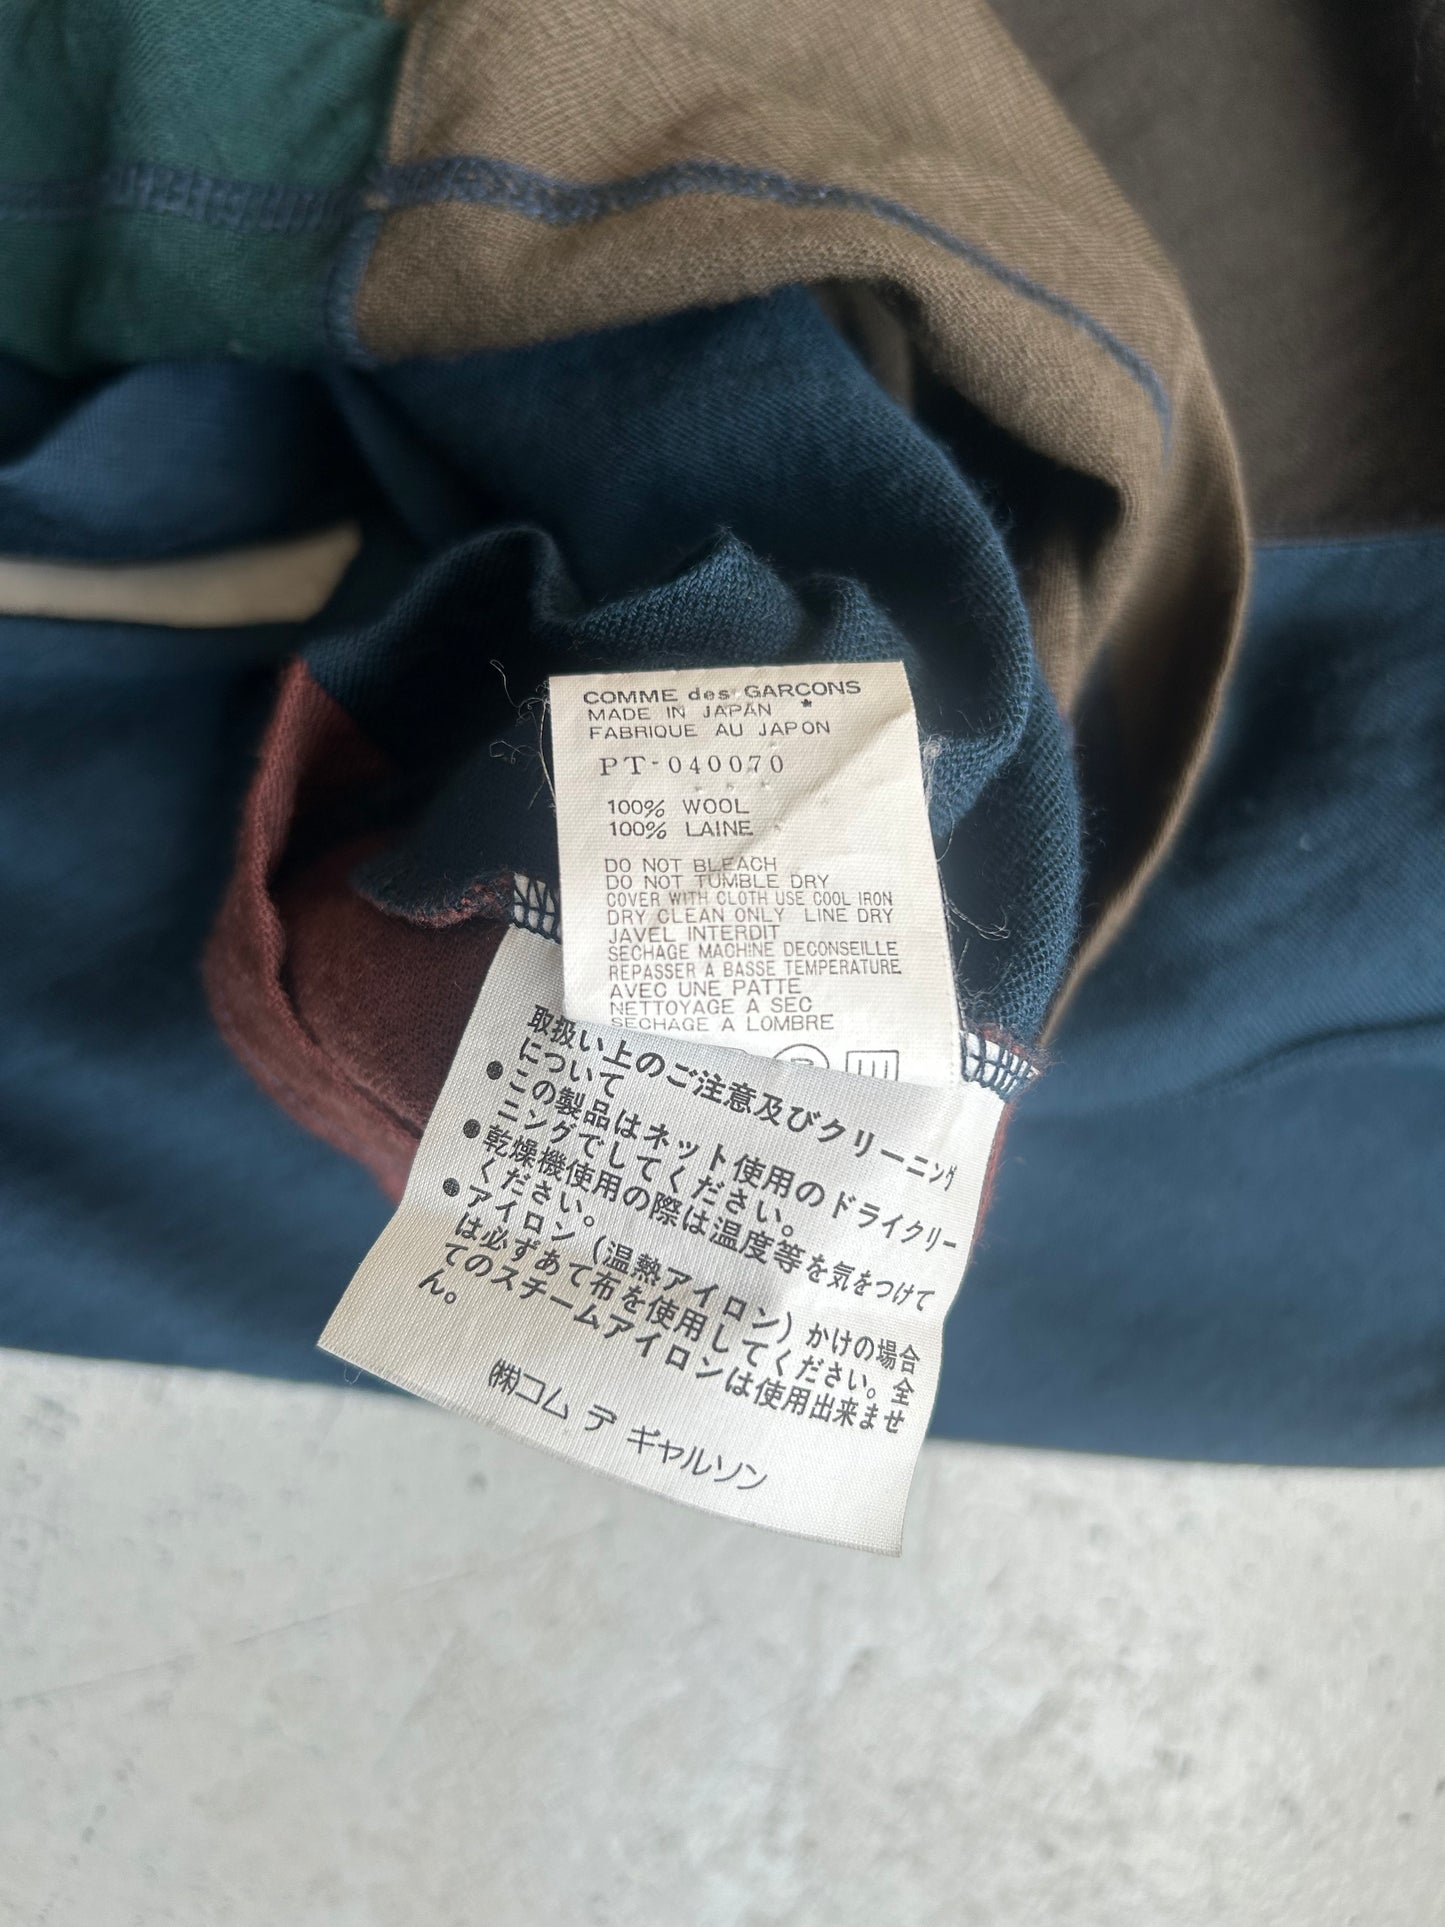 COMME des GARCONS
MADE IN JAPAN
FABRIQUE AU JAPON
PT-040070
100% WOOL
100% LAINE
DO NOT BLEACH
DO NOT TUMBLE DRY
COVER WITH CLOTH USE COOL IRON
DRY CLEAN ONLY LINE DRY
JAVEL INTERDIT
SECHAGE MACHINE DECONSEILLE
REPASSER A BASSE TEMPERATURE
AVEC UNE PATTE
NETTOYAGE A SEC
SECHAGE A LOMBRE
取扱い上のご注意及びクリーニング
について
●この製品はネット使用のドライクリー
ニングでしてください。
●乾燥機使用の際は温度等を気をつけて
ください。
●アイロン（温熱アイロン）かけの場合
は必ずあて布を使用してください。全
てのスチームアイロンは使用出来ませ
ん。
㈱コム デ ギャルソン